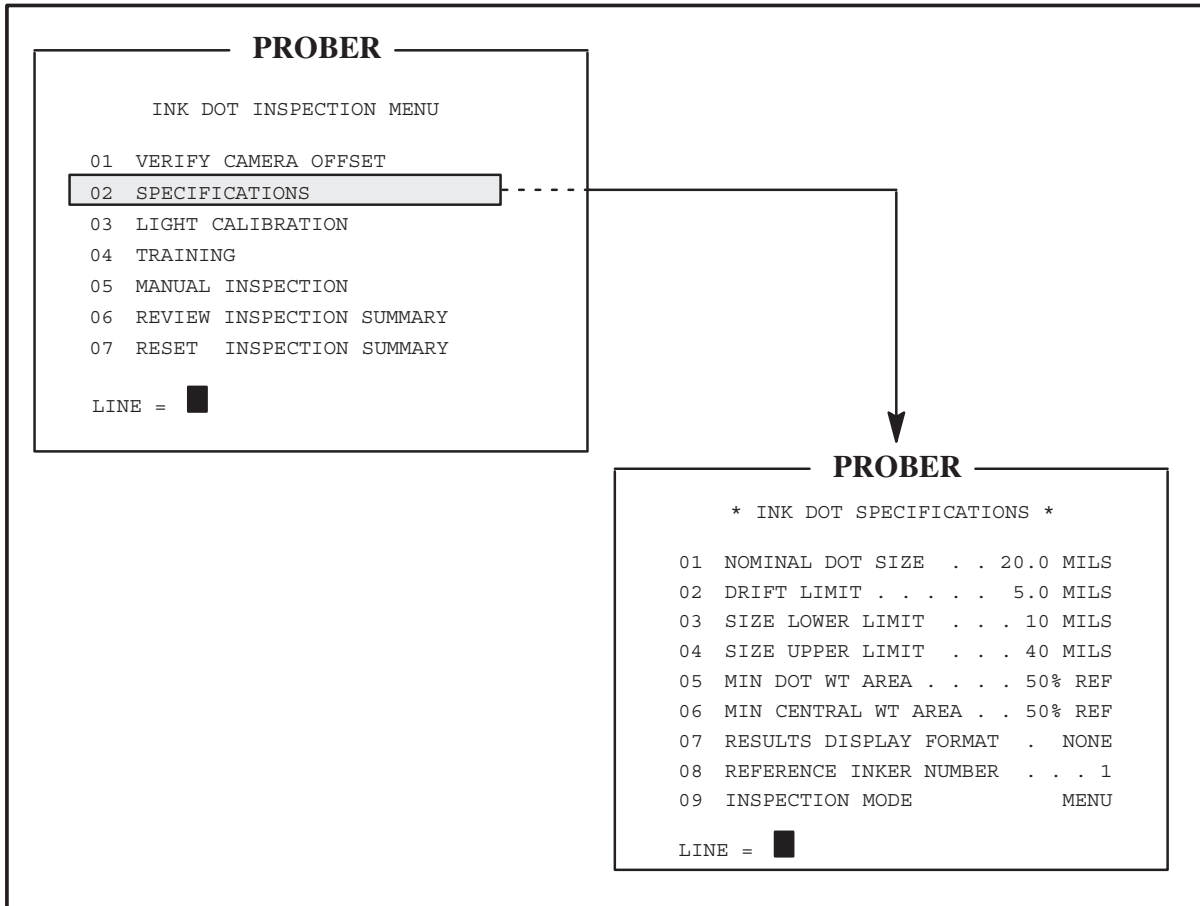 PROBER
INK DOT INSPECTION MENU
01 VERIFY CAMERA OFFSET
02 SPECIFICATIONS
03 LIGHT CALIBRATION
04 TRAINING
05 MANUAL INSPECTION
06 REVIEW INSPECTION SUMMARY
07 RESET INSPECTION SUMMARY
LINE =
PROBER
* INK DOT SPECIFICATIONS *
01 NOMINAL DOT SIZE . . 20.0 MILS
02 DRIFT LIMIT . . . . . 5.0 MILS
03 SIZE LOWER LIMIT . . . 10 MILS
04 SIZE UPPER LIMIT . . . 40 MILS
05 MIN DOT WT AREA . . . . 50% REF
06 MIN CENTRAL WT AREA . . 50% REF
07 RESULTS DISPLAY FORMAT . NONE
08 REFERENCE INKER NUMBER . . . 1
09 INSPECTION MODE MENU
LINE =